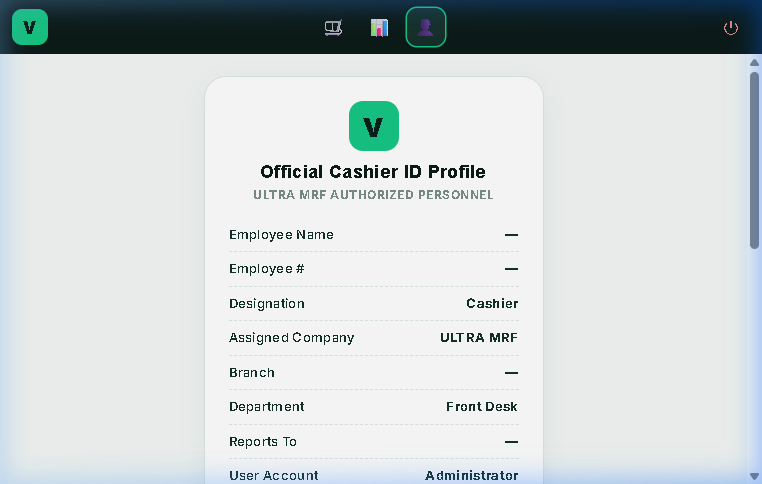 V
V
Official Cashier ID Profile
ULTRA MRF AUTHORIZED PERSONNEL
Employee Name —
Employee # —
Designation Cashier
Assigned Company ULTRA MRF
Branch —
Department Front Desk
Reports To —
User Account Administrator